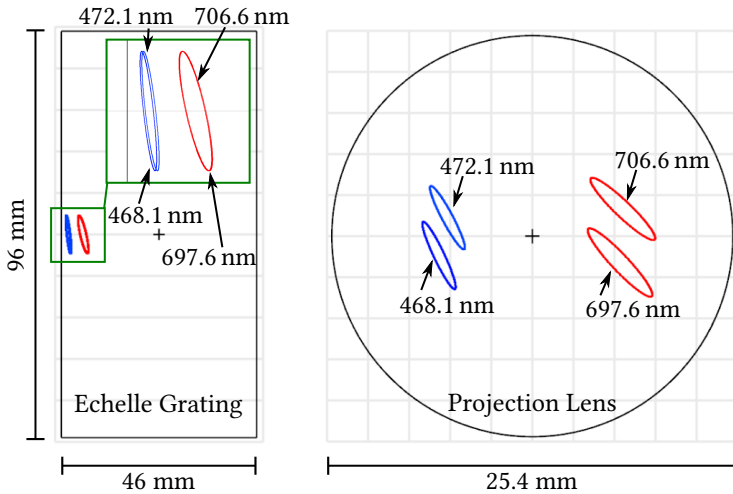 472.1 nm
706.6 nm
468.1 nm
697.6 nm
96 mm
Echelle Grating
46 mm
472.1 nm
706.6 nm
468.1 nm
697.6 nm
Projection Lens
25.4 mm